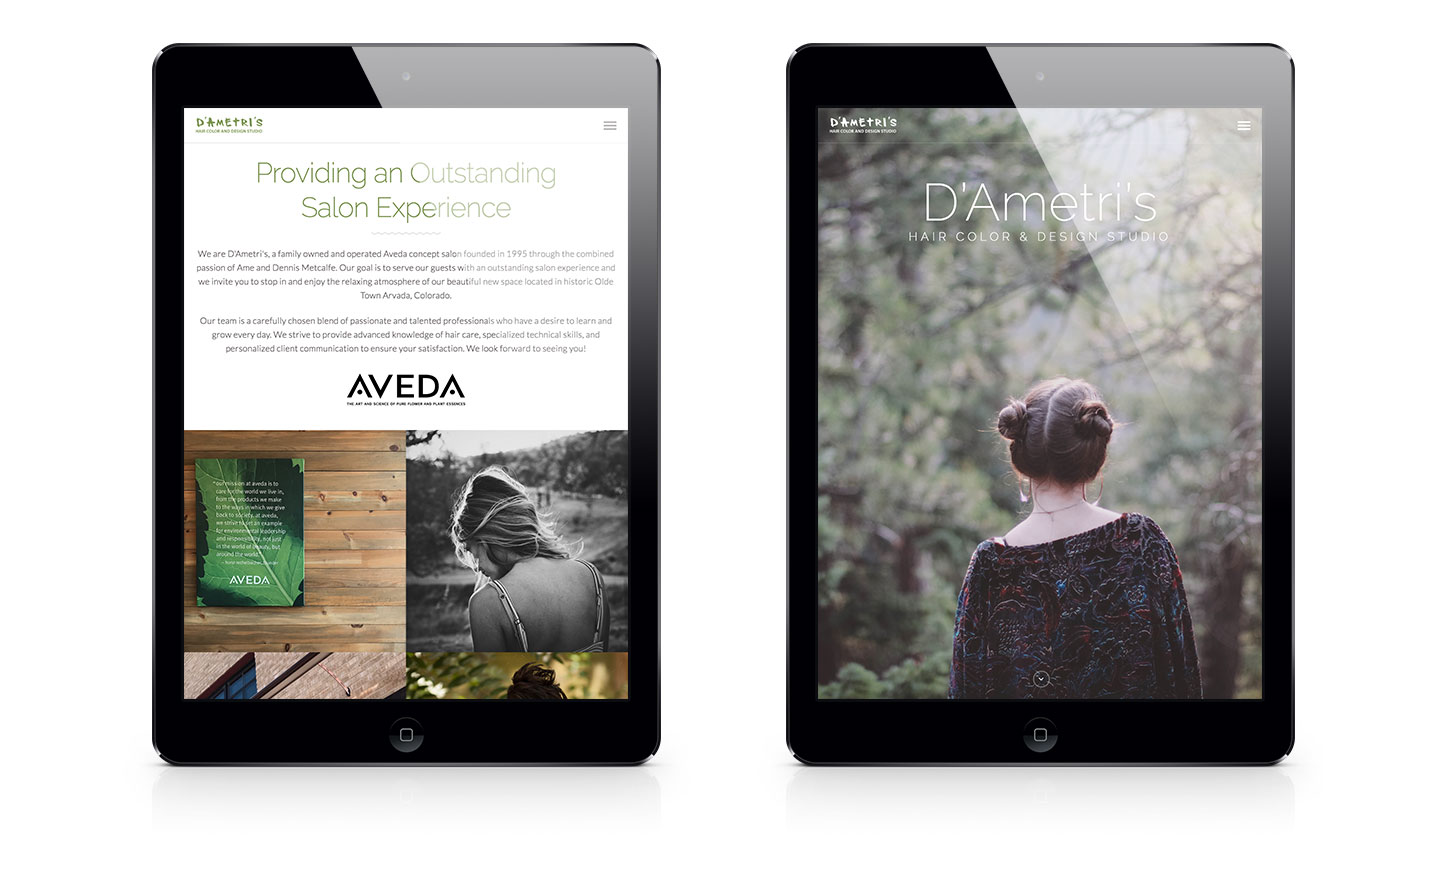 D'AMETRI'S
HAIR COLOR AND DESIGN STUDIO
Providing an Outstanding
Salon Experience
We are D'Ametri's, a family owned and operated Aveda concept salon founded in 1995 through the combined
passion of Ame and Dennis Metcalfe. Our goal is to serve our guests with an outstanding salon experience and
we invite you to stop in and enjoy the relaxing atmosphere of our beautiful new space located in historic Olde
Town Arvada, Colorado.
Our team is a carefully chosen blend of passionate and talented professionals who have a desire to learn and
grow every day. We strive to provide advanced knowledge of hair care, specialized technical skills, and
personalized client communication to ensure your satisfaction. We look forward to seeing you!
AVEDA
THE ART AND SCIENCE OF PURE FLOWER AND PLANT ESSENCES
"our mission at aveda is to
care for the world we live in,
from the products we make
to the ways in which we give
back to society. at aveda,
we strive to set an example
for environmental leadership
and responsibility, not just
in the world of beauty, but
around the world."
AVEDA
D'AMETRI'S
HAIR COLOR AND DESIGN STUDIO
D'Ametri's
HAIR COLOR & DESIGN STUDIO